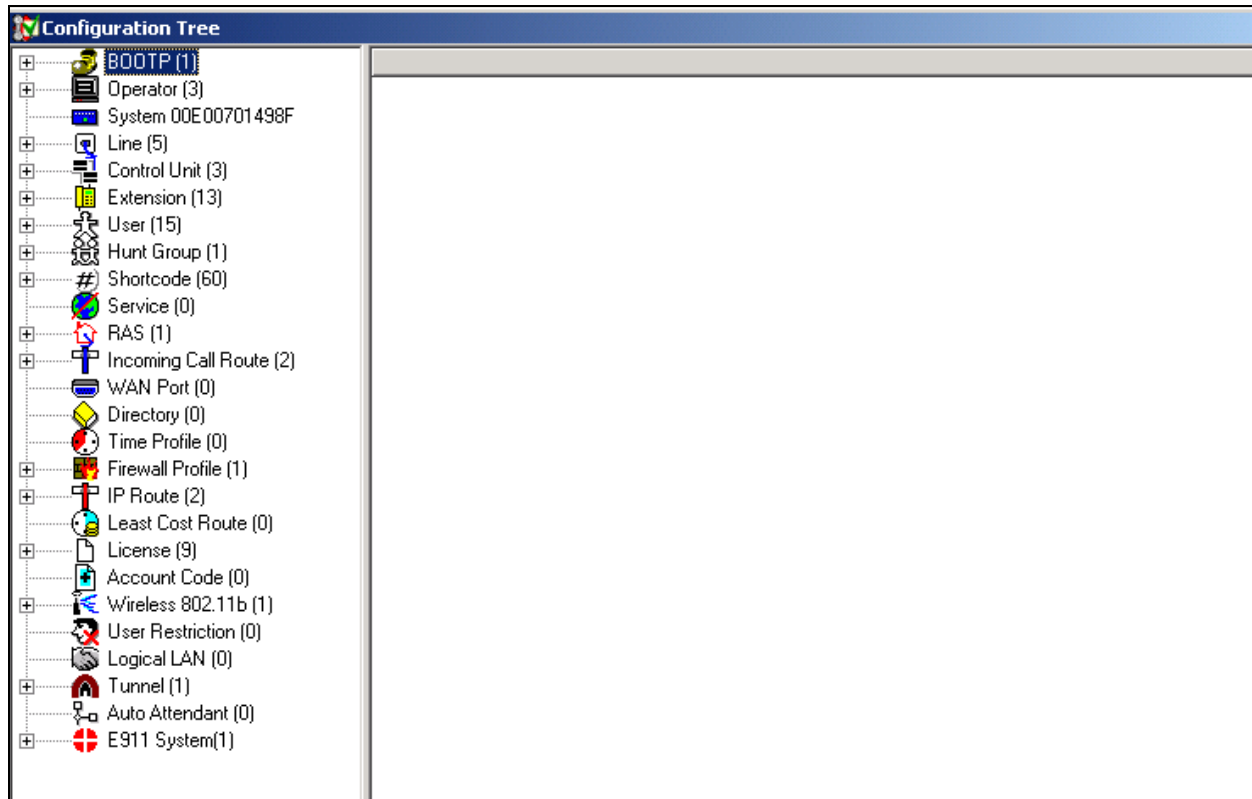 Configuration Tree
BOOTP (1)
Operator (3)
System 00E00701498F
Line (5)
Control Unit (3)
Extension (13)
User (15)
Hunt Group (1)
Shortcode (60)
Service (0)
RAS (1)
Incoming Call Route (2)
WAN Port (0)
Directory (0)
Time Profile (0)
Firewall Profile (1)
IP Route (2)
Least Cost Route (0)
License (9)
Account Code (0)
Wireless 802.11b (1)
User Restriction (0)
Logical LAN (0)
Tunnel (1)
Auto Attendant (0)
E911 System(1)